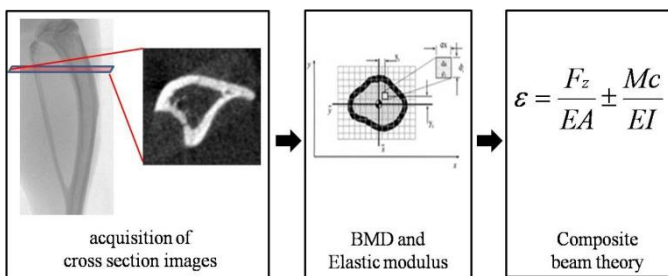 acquisition of
cross section images
BMD and
Elastic modulus
ε = F_z/EA ± Mc/EI
Composite
beam theory